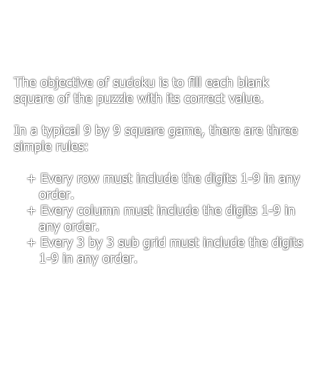 The objective of sudoku is to fill each blank
square of the puzzle with its correct value.
In a typical 9 by 9 square game, there are three
simple rules:
+ Every row must include the digits 1-9 in any
order.
+ Every column must include the digits 1-9 in
any order.
+ Every 3 by 3 sub grid must include the digits
1-9 in any order.